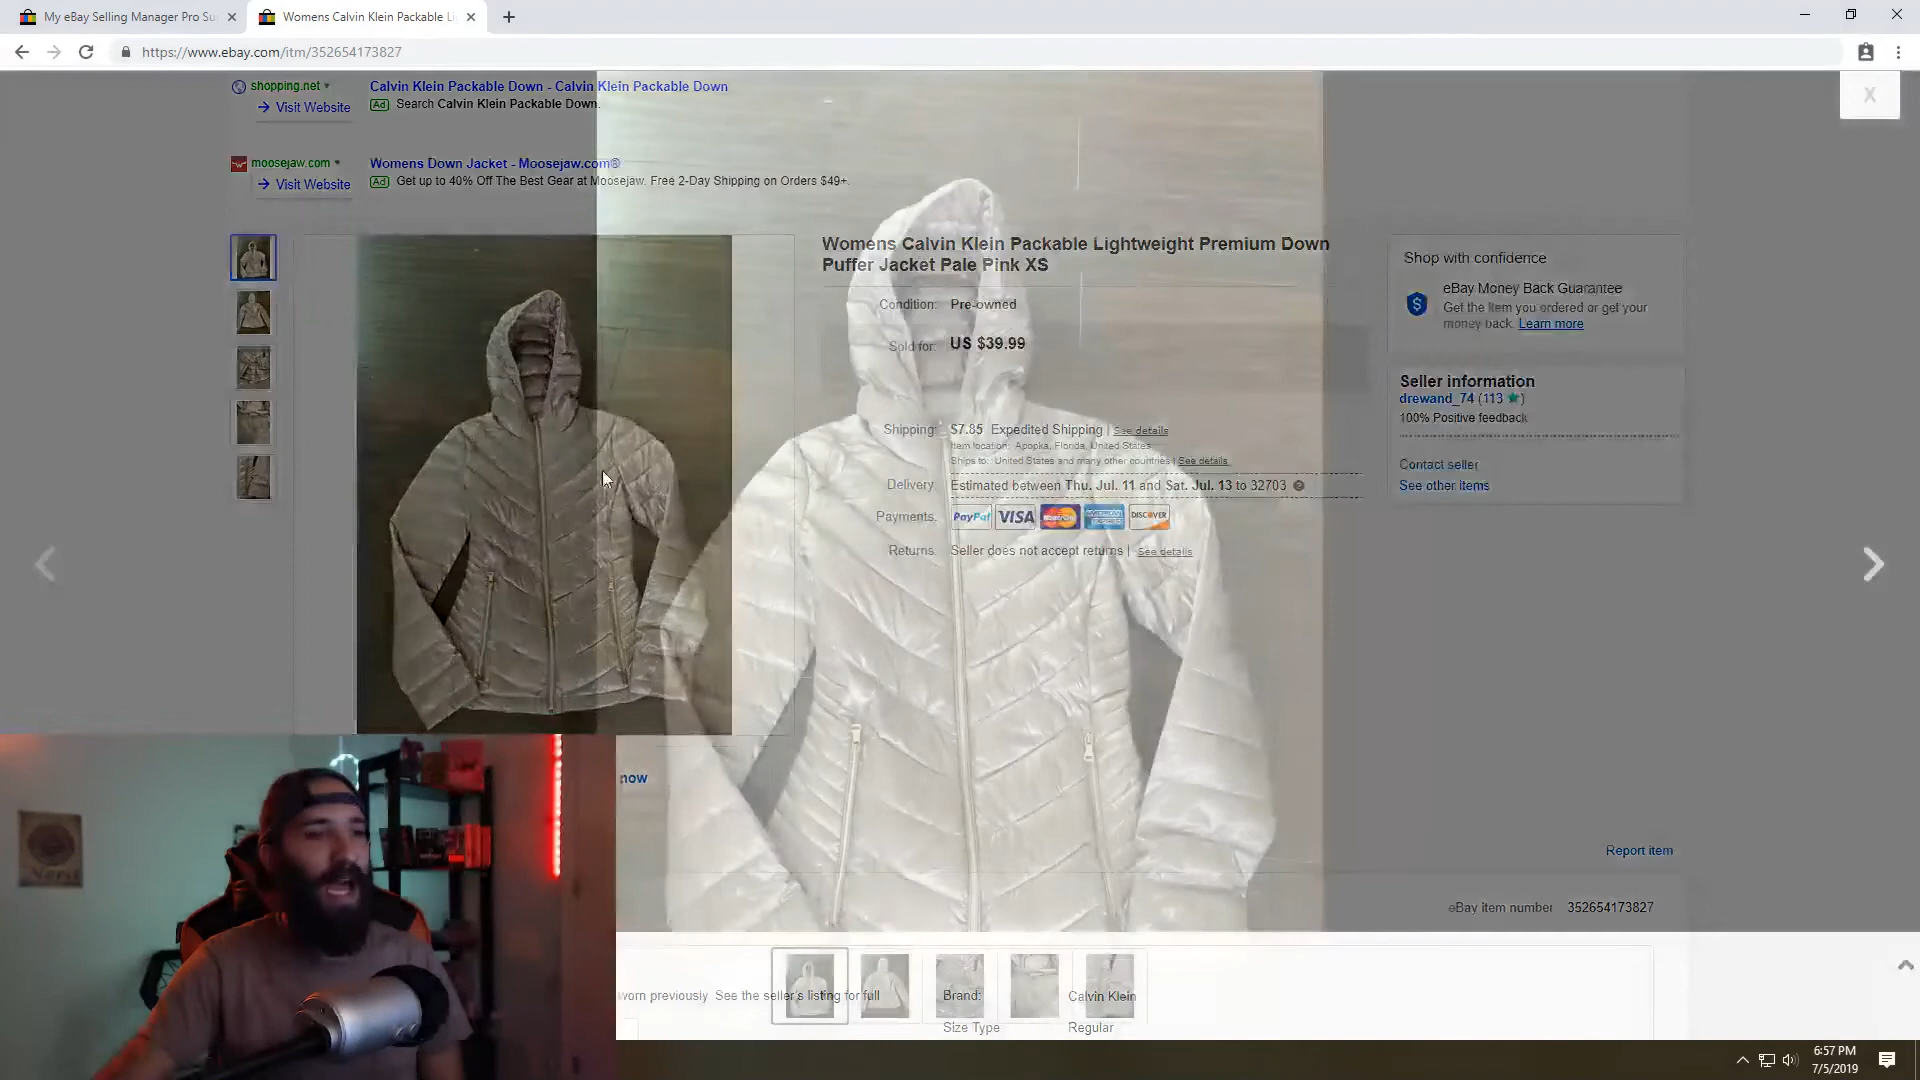 My eBay Selling Manager Pro Su
Womens Calvin Klein Packable Li
https://www.ebay.com/itm/352654173827
shopping.net
Visit Website
Calvin Klein Packable Down - Calvin Klein Packable Down
Ad Search Calvin Klein Packable Down.
X
moosejaw.com
Visit Website
Womens Down Jacket - Moosejaw.com®
Ad Get up to 40% Off The Best Gear at Moosejaw. Free 2-Day Shipping on Orders $49+.
Womens Calvin Klein Packable Lightweight Premium Down
Puffer Jacket Pale Pink XS
Condition: Pre-owned
Sold for: US $39.99
Shipping: $7.85 Expedited Shipping | See details
Item location: Apopka, Florida, United States
Ships to: United States and many other countries | See details
Delivery: Estimated between Thu. Jul. 11 and Sat. Jul. 13 to 32703
Payments: PayPal VISA MasterCard AMERICAN EXPRESS DISCOVER
Returns: Seller does not accept returns | See details
Shop with confidence
eBay Money Back Guarantee
Get the item you ordered or get your
money back. Learn more
Seller information
drewand_74 (113)
100% Positive feedback
Contact seller
See other items
now
Report item
eBay item number: 352654173827
worn previously. See the seller's listing for full
Brand: Calvin Klein
Size Type Regular
6:57 PM
7/5/2019